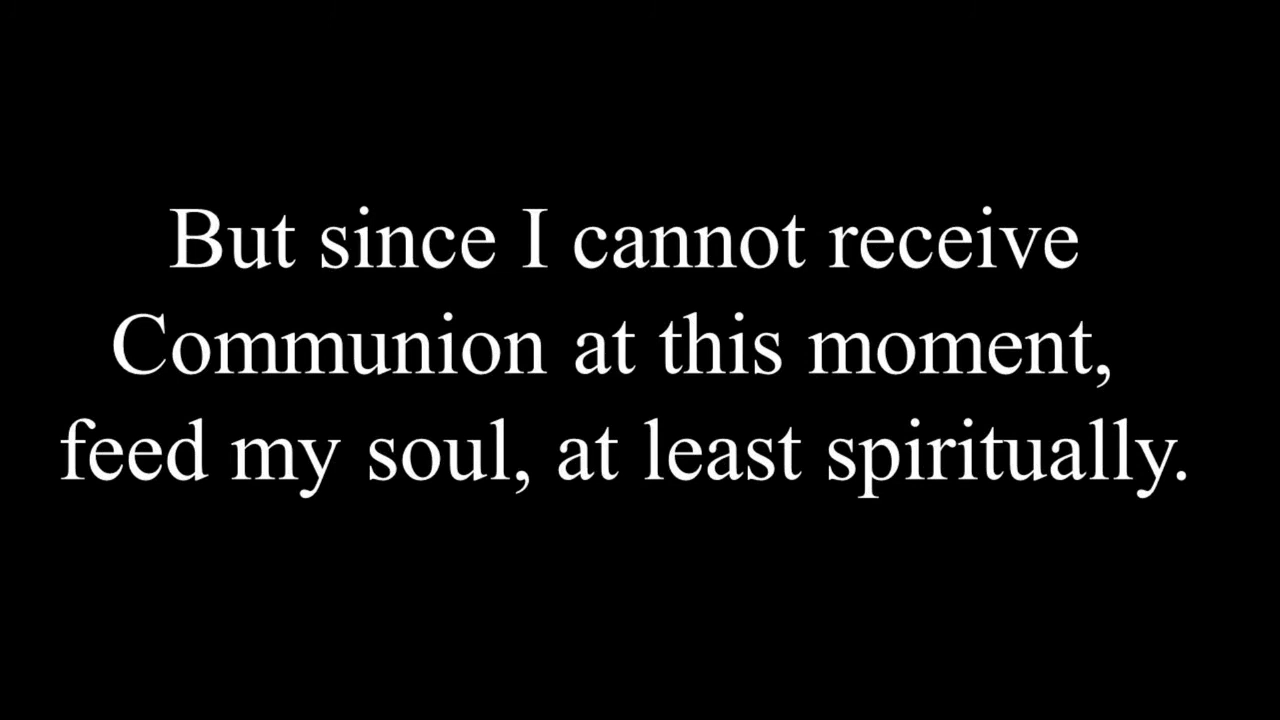 But since I cannot receive
Communion at this moment,
feed my soul, at least spiritually.